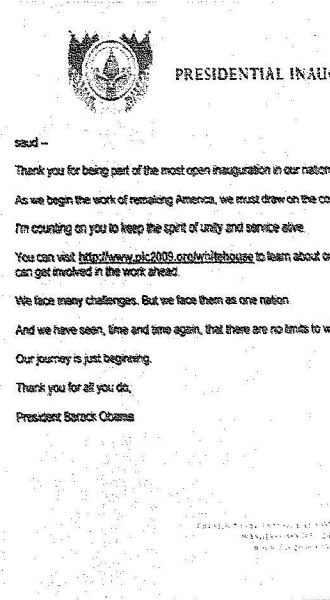 PRESIDENTIAL INAU
saud –
Thank you for being part of the most open inauguration in our nation
As we begin the work of remaking America, we must draw on the co
I'm counting on you to keep the spirit of unity and service alive.
You can visit http://www.pic2009.org/whitehouse to learn about o
can get involved in the work ahead.
We face many challenges. But we face them as one nation.
And we have seen, time and time again, that there are no limits to w
Our journey is just beginning.
Thank you for all you do,
President Barack Obama